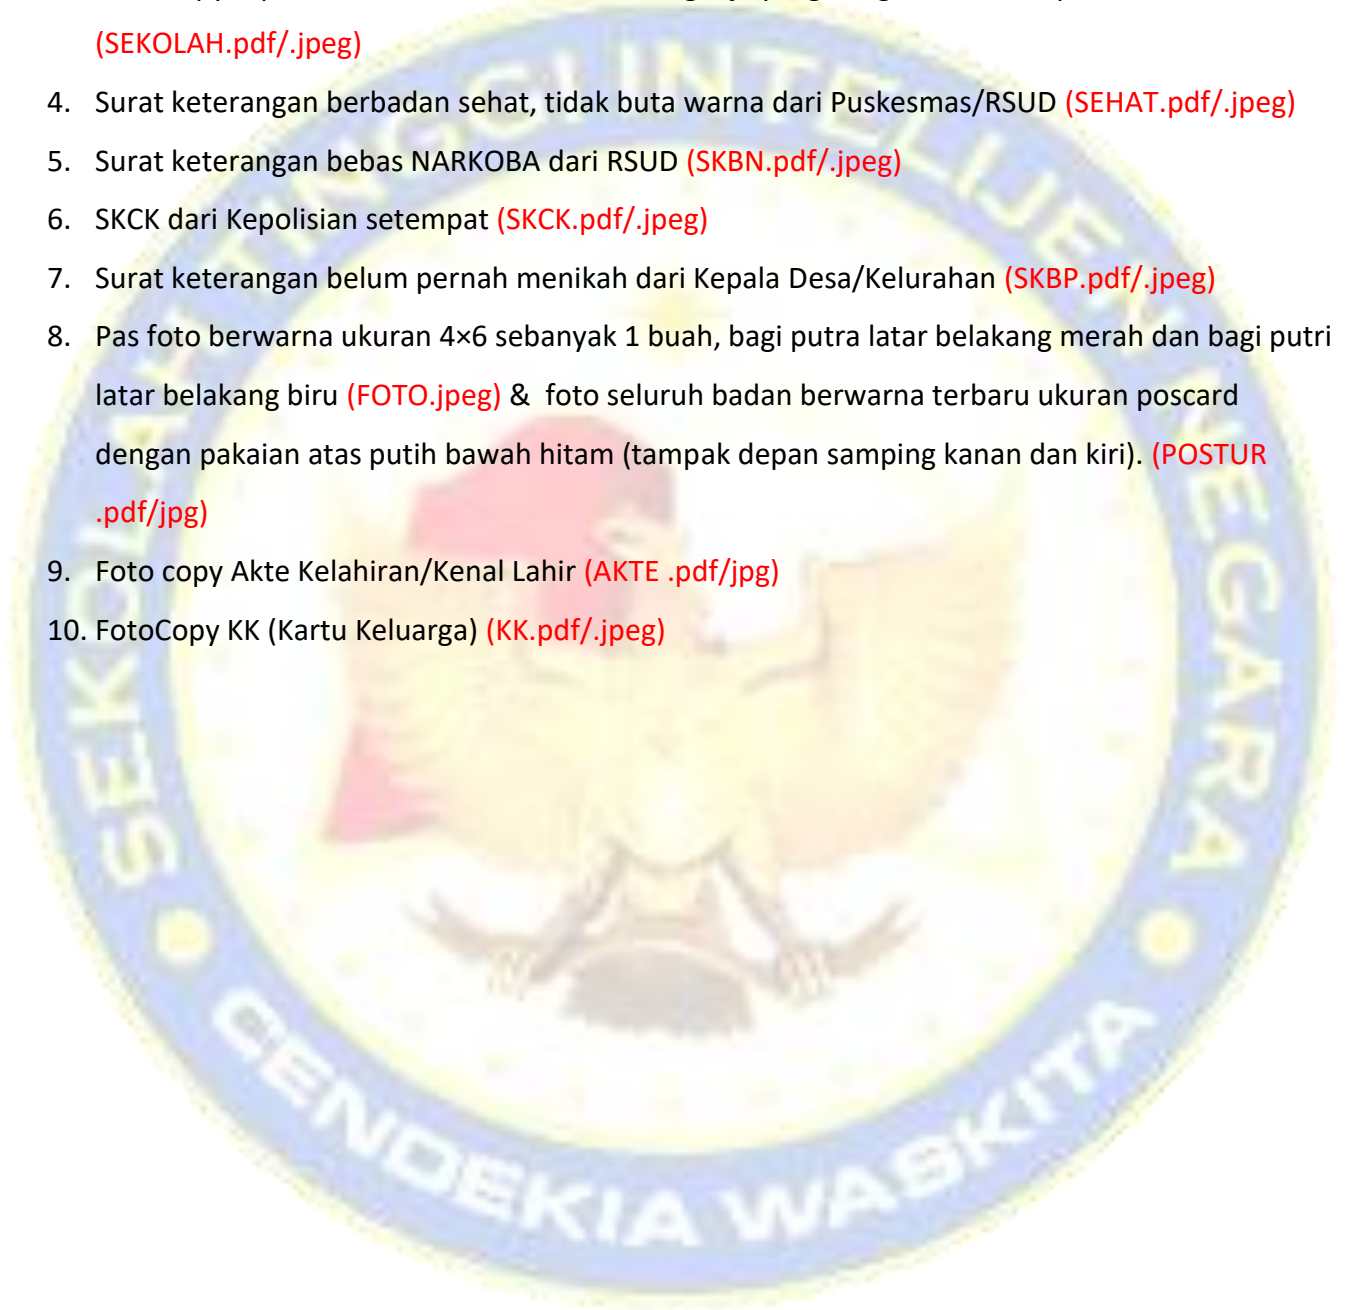 (SEKOLAH.pdf/.jpeg)
4. Surat keterangan berbadan sehat, tidak buta warna dari Puskesmas/RSUD (SEHAT.pdf/.jpeg)
5. Surat keterangan bebas NARKOBA dari RSUD (SKBN.pdf/.jpeg)
6. SKCK dari Kepolisian setempat (SKCK.pdf/.jpeg)
7. Surat keterangan belum pernah menikah dari Kepala Desa/Kelurahan (SKBP.pdf/.jpeg)
8. Pas foto berwarna ukuran 4×6 sebanyak 1 buah, bagi putra latar belakang merah dan bagi putri
latar belakang biru (FOTO.jpeg) & foto seluruh badan berwarna terbaru ukuran poscard
dengan pakaian atas putih bawah hitam (tampak depan samping kanan dan kiri). (POSTUR
.pdf/jpg)
9. Foto copy Akte Kelahiran/Kenal Lahir (AKTE .pdf/jpg)
10. FotoCopy KK (Kartu Keluarga) (KK.pdf/.jpeg)
SEKOLAH TINGGI INTELIJEN NEGARA
CENDEKIA WASKITA